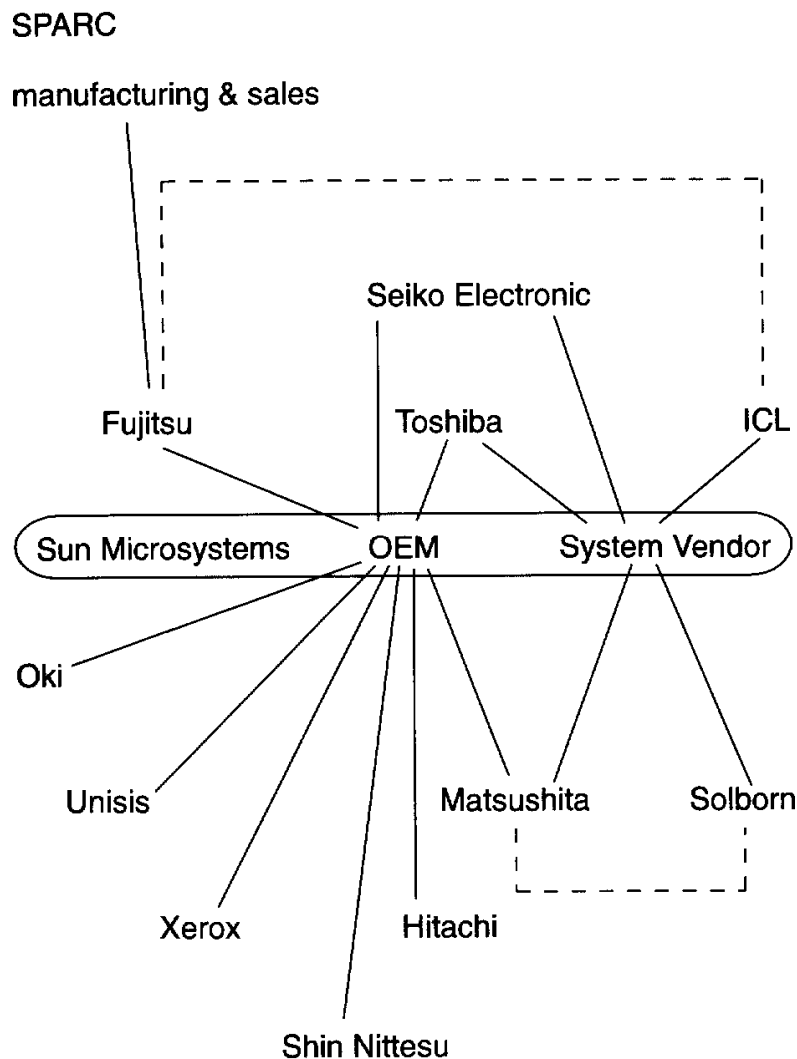 SPARC
manufacturing & sales
Seiko Electronic
Fujitsu
Toshiba
ICL
Sun Microsystems
OEM
System Vendor
Oki
Unisis
Matsushita
Solborn
Xerox
Hitachi
Shin Nittesu